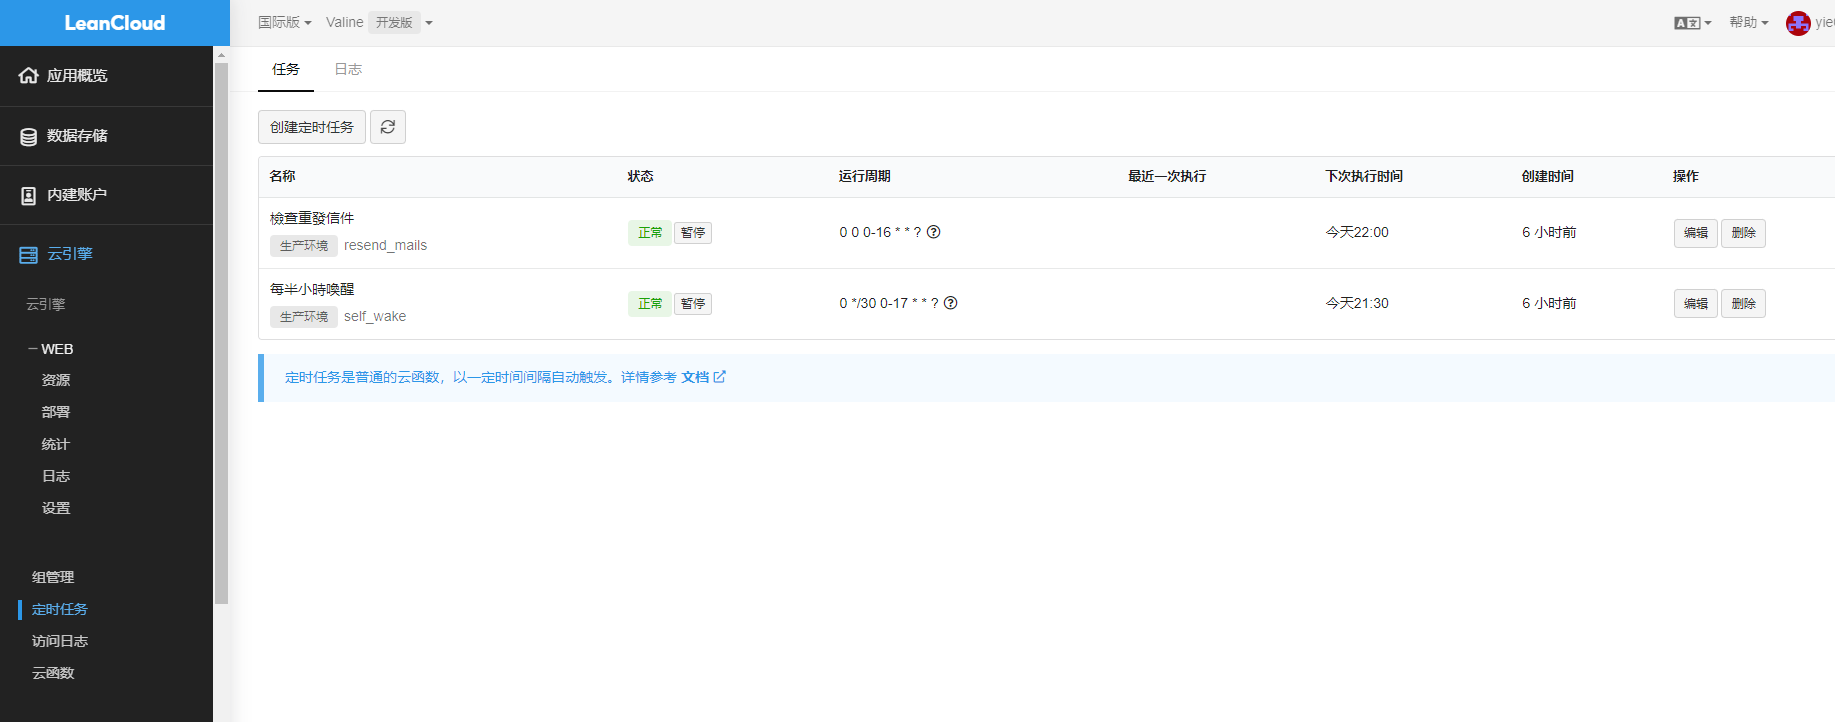 LeanCloud
国际版 Valine 开发版
帮助
应用概览
数据存储
内建账户
云引擎
云引擎
WEB
资源
部署
统计
日志
设置
组管理
定时任务
访问日志
云函数
任务 日志
创建定时任务
名称 状态 运行周期 最近一次执行 下次执行时间 创建时间 操作
檢查重發信件
生产环境 resend_mails
正常 暂停 0 0 0-16 * * ? 今天22:00 6 小时前 编辑 删除
每半小時喚醒
生产环境 self_wake
正常 暂停 0 */30 0-17 * * ? 今天21:30 6 小时前 编辑 删除
定时任务是普通的云函数，以一定时间间隔自动触发。详情参考 文档